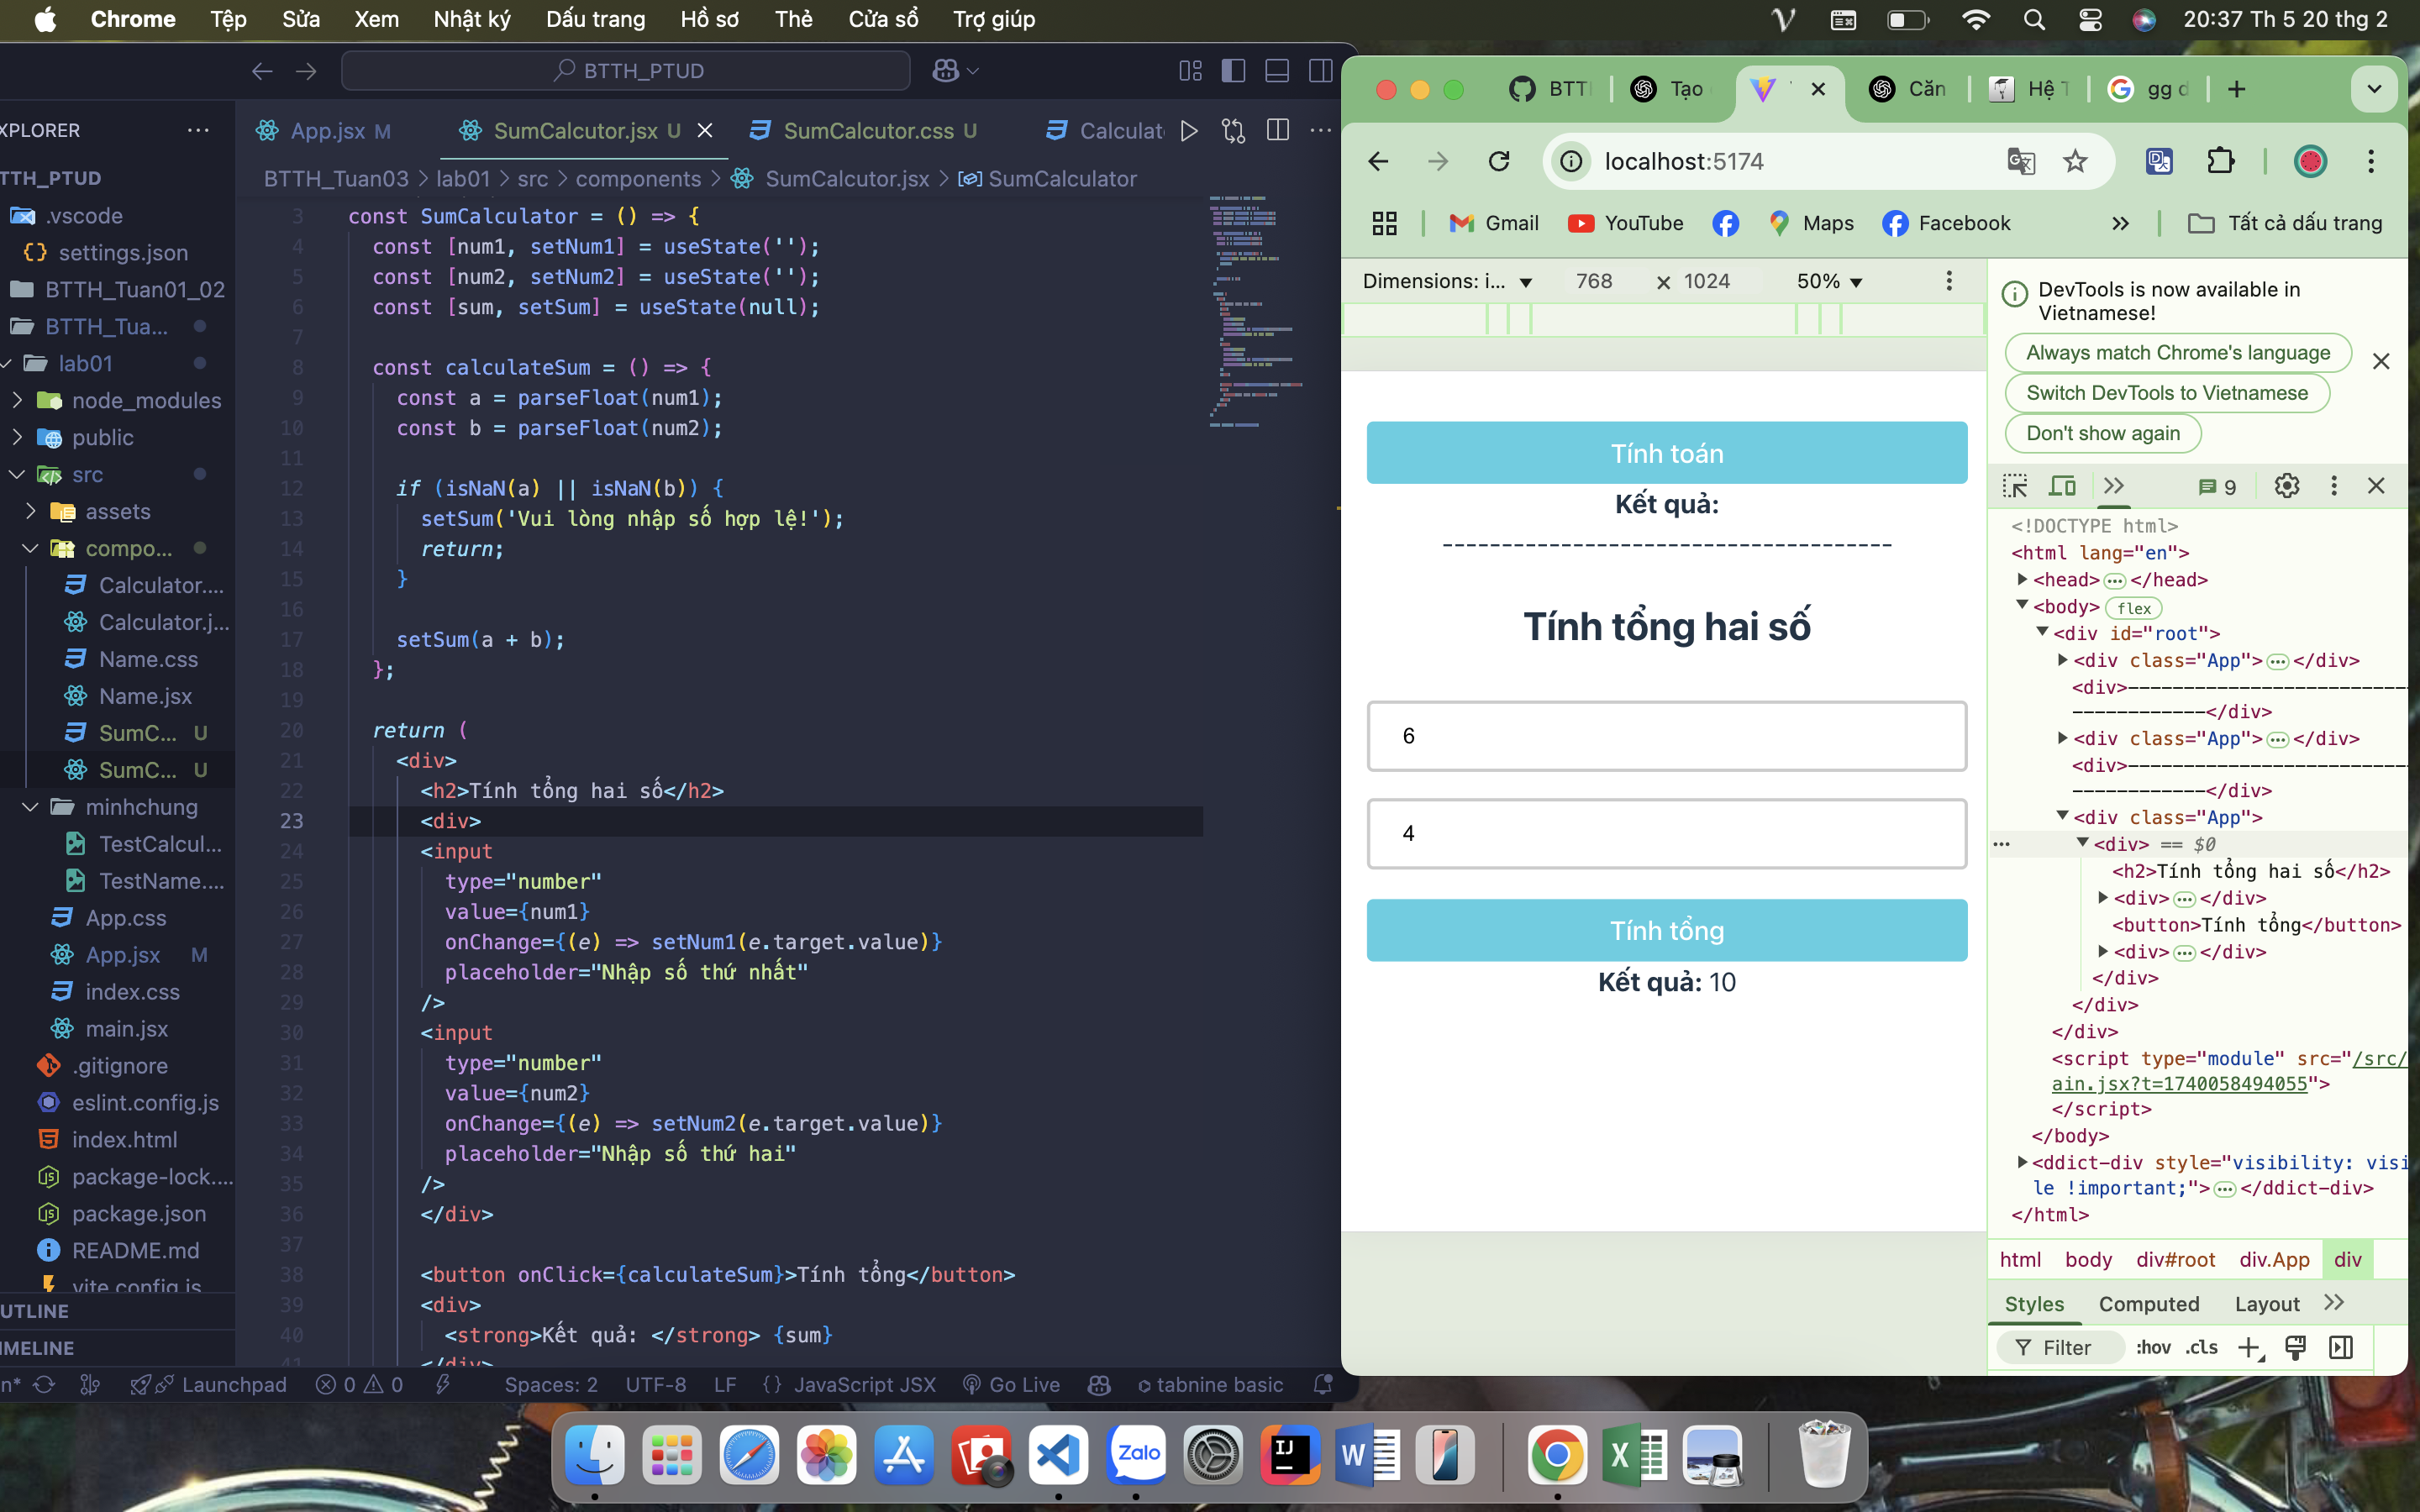 Chrome Tệp Sửa Xem Nhật ký Dấu trang Hồ sơ Thẻ Cửa sổ Trợ giúp 20:37 Th 5 20 thg 2
BTTH_PTUD
XPLORER
TTH_PTUD
.vscode
settings.json
BTTH_Tuan01_02
BTTH_Tua...
lab01
node_modules
public
src
assets
compo...
Calculator....
Calculator.j...
Name.css
Name.jsx
SumC... U
SumC... U
minhchung
TestCalcul...
TestName....
App.css
App.jsx M
index.css
main.jsx
.gitignore
eslint.config.js
index.html
package-lock....
package.json
README.md
vite.config.js
UTLINE
IMELINE
App.jsx M SumCalcutor.jsx U SumCalcutor.css U Calculat
BTTH_Tuan03 > lab01 > src > components > SumCalcutor.jsx > SumCalculator
3 const SumCalculator = () => {
4 const [num1, setNum1] = useState('');
5 const [num2, setNum2] = useState('');
6 const [sum, setSum] = useState(null);
7
8 const calculateSum = () => {
9 const a = parseFloat(num1);
10 const b = parseFloat(num2);
11
12 if (isNaN(a) || isNaN(b)) {
13 setSum('Vui lòng nhập số hợp lệ!');
14 return;
15 }
16
17 setSum(a + b);
18 };
19
20 return (
21 <div>
22 <h2>Tính tổng hai số</h2>
23 <div>
24 <input
25 type="number"
26 value={num1}
27 onChange={(e) => setNum1(e.target.value)}
28 placeholder="Nhập số thứ nhất"
29 />
30 <input
31 type="number"
32 value={num2}
33 onChange={(e) => setNum2(e.target.value)}
34 placeholder="Nhập số thứ hai"
35 />
36 </div>
37
38 <button onClick={calculateSum}>Tính tổng</button>
39 <div>
40 <strong>Kết quả: </strong> {sum}
41 </div>
n* Launchpad 0 0 Spaces: 2 UTF-8 LF {} JavaScript JSX Go Live tabnine basic
BTTH Tạo Căn Hệ T gg d
localhost:5174
Gmail YouTube Maps Facebook Tất cả dấu trang
Dimensions: i... 768 × 1024 50%
Tính toán
Kết quả:
--------------------------------------
Tính tổng hai số
6
4
Tính tổng
Kết quả: 10
DevTools is now available in
Vietnamese!
Always match Chrome's language
Switch DevTools to Vietnamese
Don't show again
9
<!DOCTYPE html>
<html lang="en">
<head> ... </head>
<body> flex
<div id="root">
<div class="App"> ... </div>
<div>--------------------------
------------</div>
<div class="App"> ... </div>
<div>--------------------------
------------</div>
<div class="App">
... <div> == $0
<h2>Tính tổng hai số</h2>
<div> ... </div>
<button>Tính tổng</button>
<div> ... </div>
</div>
</div>
</div>
<script type="module" src="/src/
ain.jsx?t=1740058494055">
</script>
</body>
<ddict-div style="visibility: visi
le !important;"> ... </ddict-div>
</html>
html body div#root div.App div
Styles Computed Layout
Filter :hov .cls
Zalo
IJ
W
X